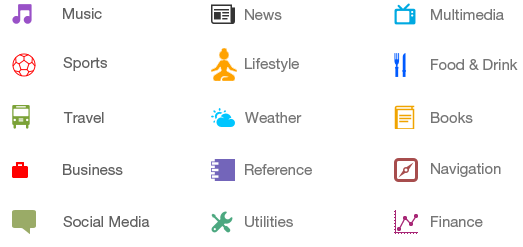 Music
News
Multimedia
Sports
Lifestyle
Food & Drink
Travel
Weather
Books
Business
Reference
Navigation
Social Media
Utilities
Finance